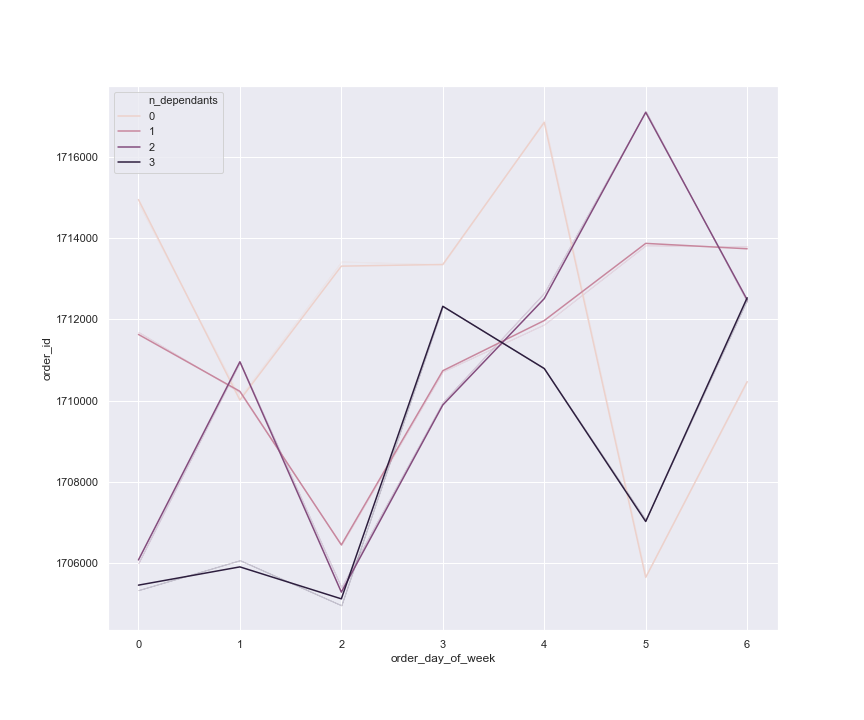 n_dependants
0
1
2
3
1716000
1714000
1712000
1710000
1708000
1706000
order_id
0 1 2 3 4 5 6
order_day_of_week